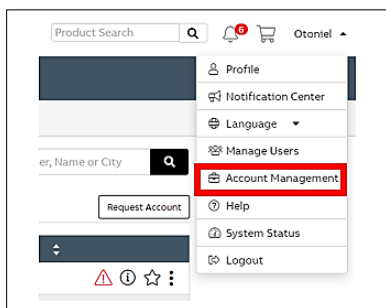 Product Search
6
Otoniel
Profile
Notification Center
Language
Manage Users
er, Name or City
Account Management
Request Account
Help
System Status
Logout